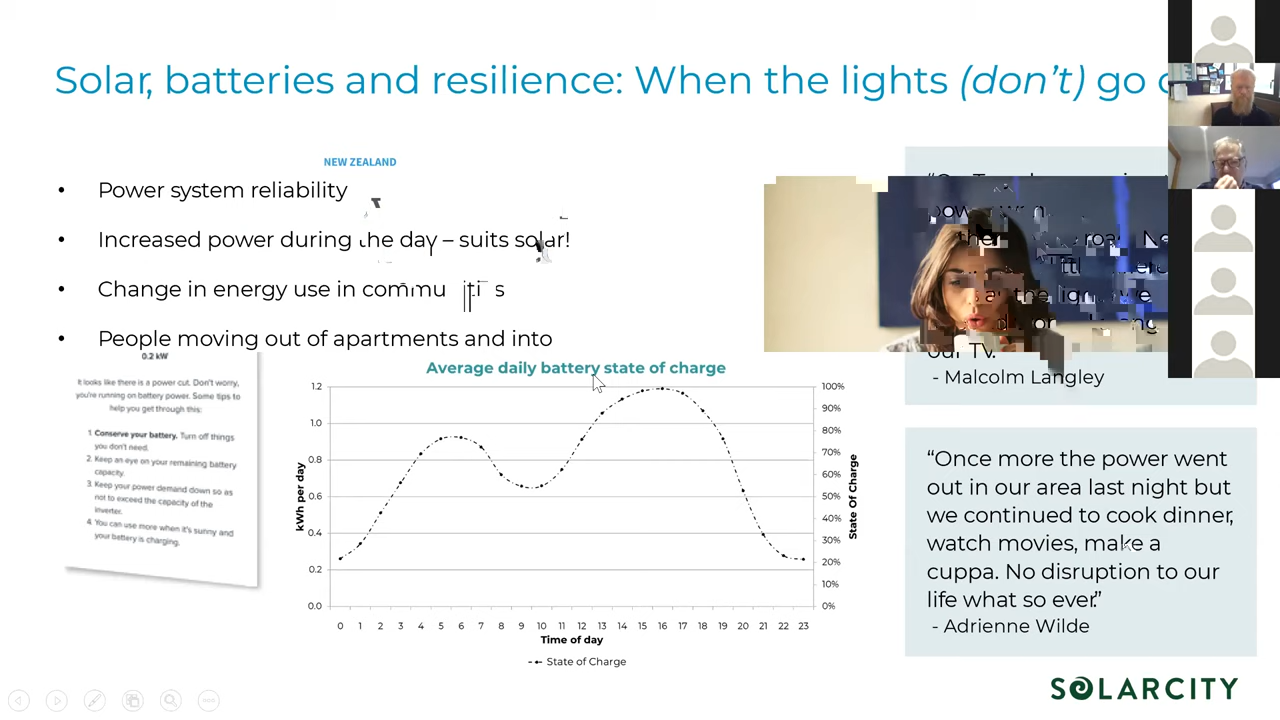 Solar, batteries and resilience: When the lights (don't) go
NEW ZEALAND
• Power system reliability
• Increased power during the day – suits solar!
• Change in energy use in
• People moving out of apartments and into
0.2 kW
It looks like there is a power cut. Don't worry,
you're running on battery power. Some tips to
help you get through this:
1. Conserve your battery. Turn off things
you don't need.
2. Keep an eye on your remaining battery
capacity.
3. Keep your power demand down so as
not to exceed the capacity of the
inverter.
4. You can use more when it's sunny and
your battery is charging.
Average daily battery state of charge
kWh per day
1.2
1.0
0.8
0.6
0.4
0.2
0.0
100%
90%
80%
70%
60%
50%
40%
30%
20%
10%
0%
State Of Charge
0 1 2 3 4 5 6 7 8 9 10 11 12 13 14 15 16 17 18 19 20 21 22 23
Time of day
State of Charge
our TV.
- Malcolm Langley
“Once more the power went
out in our area last night but
we continued to cook dinner,
watch movies, make a
cuppa. No disruption to our
life what so ever.”
- Adrienne Wilde
SOLARCITY